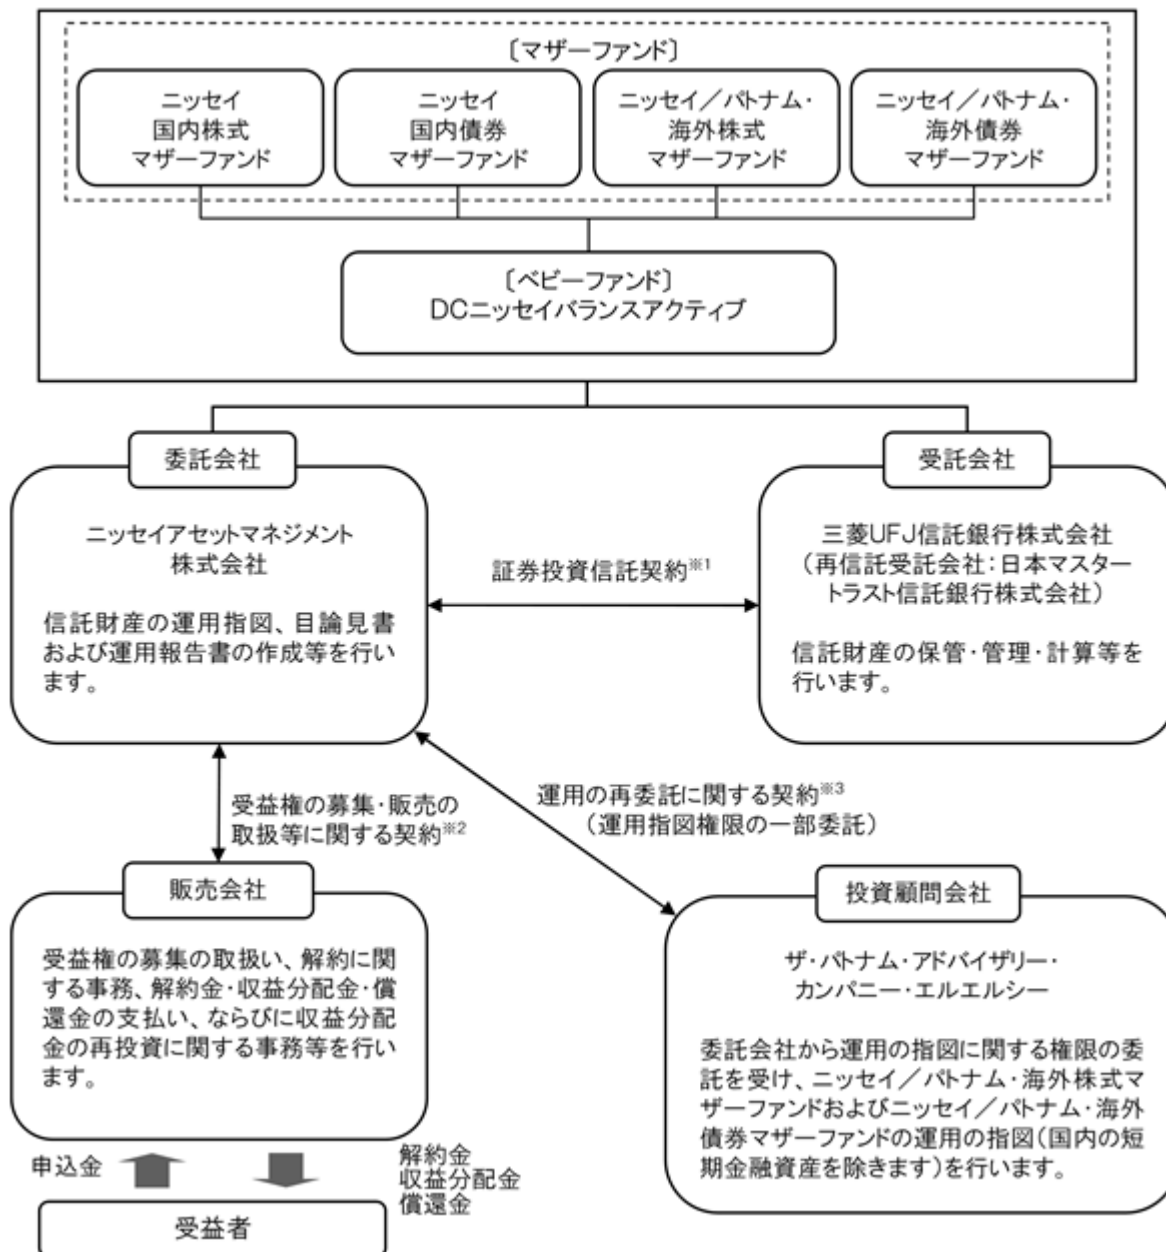 〔マザーファンド〕
ニッセイ
国内株式
マザーファンド
ニッセイ
国内債券
マザーファンド
ニッセイ／パトナム・
海外株式
マザーファンド
ニッセイ／パトナム・
海外債券
マザーファンド
〔ベビーファンド〕
DCニッセイバランスアクティブ
委託会社
ニッセイアセットマネジメント
株式会社
信託財産の運用指図、目論見書
および運用報告書の作成等を行い
ます。
証券投資信託契約※1
受託会社
三菱UFJ信託銀行株式会社
（再信託受託会社：日本マスター
トラスト信託銀行株式会社）
信託財産の保管・管理・計算等を
行います。
受益権の募集・販売の
取扱等に関する契約※2
運用の再委託に関する契約※3
（運用指図権限の一部委託）
販売会社
受益権の募集の取扱い、解約に関
する事務、解約金・収益分配金・償
還金の支払い、ならびに収益分配
金の再投資に関する事務等を行い
ます。
投資顧問会社
ザ・パトナム・アドバイザリー・
カンパニー・エルエルシー
委託会社から運用の指図に関する権限の委
託を受け、ニッセイ／パトナム・海外株式マ
ザーファンドおよびニッセイ／パトナム・海外
債券マザーファンドの運用の指図（国内の短
期金融資産を除きます）を行います。
申込金
解約金
収益分配金
償還金
受益者